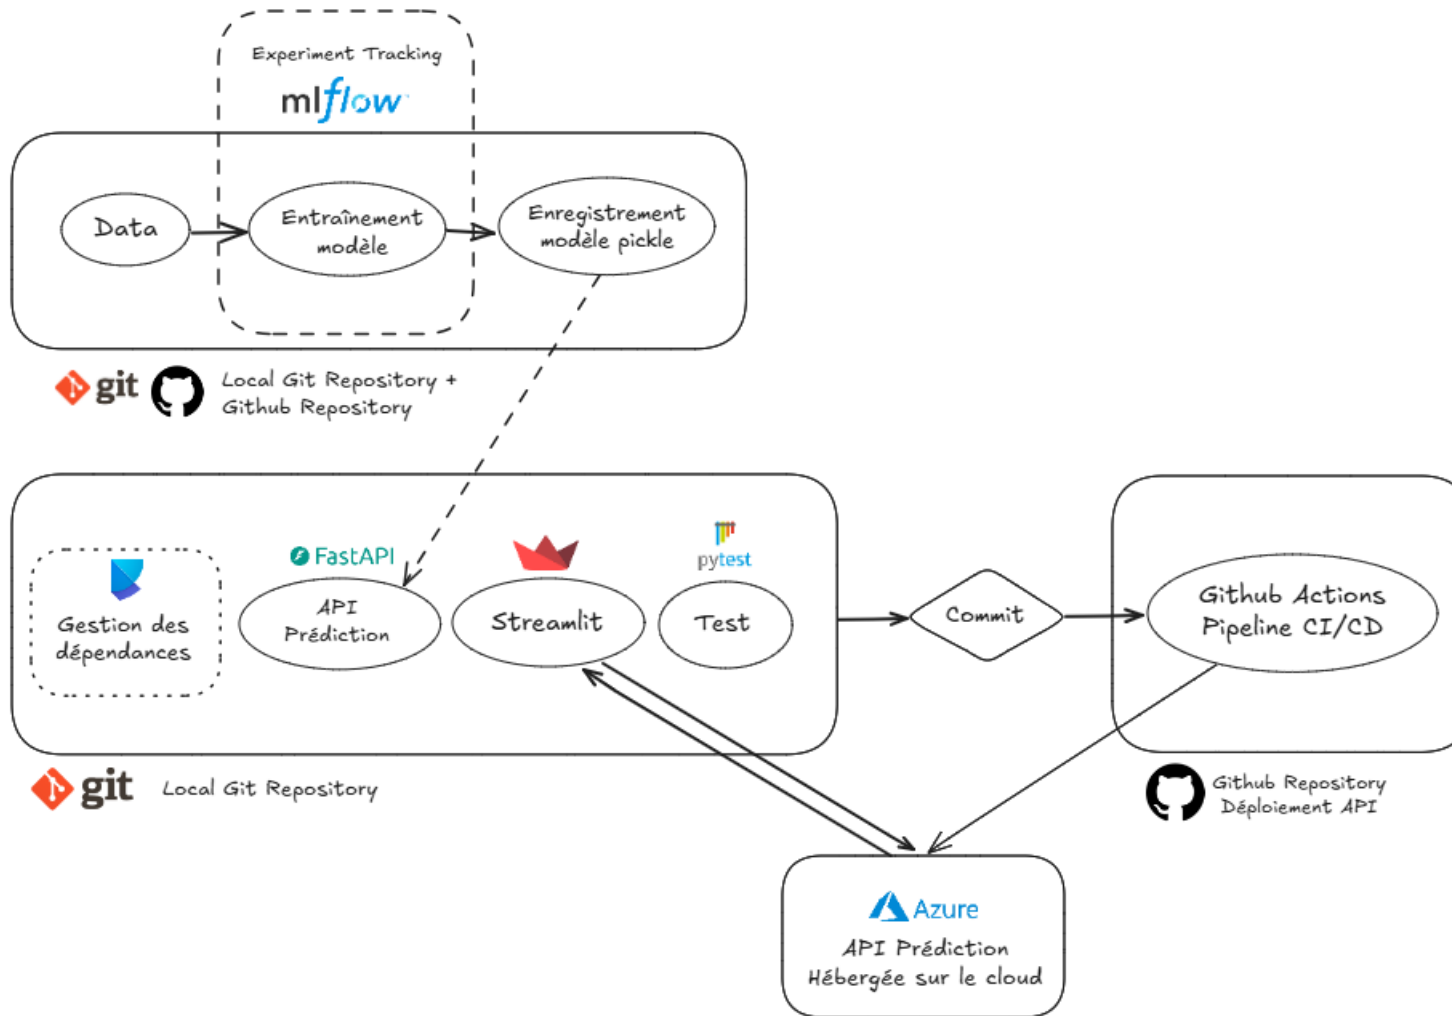 Experiment Tracking
mlflow
Data
Entraînement
modèle
Enregistrement
modèle pickle
git
Local Git Repository +
Github Repository
FastAPI
pytest
Gestion des
dépendances
API
Prédiction
Streamlit
Test
Commit
Github Actions
Pipeline CI/CD
git
Local Git Repository
Github Repository
Déploiement API
Azure
API Prédiction
Hébergée sur le cloud